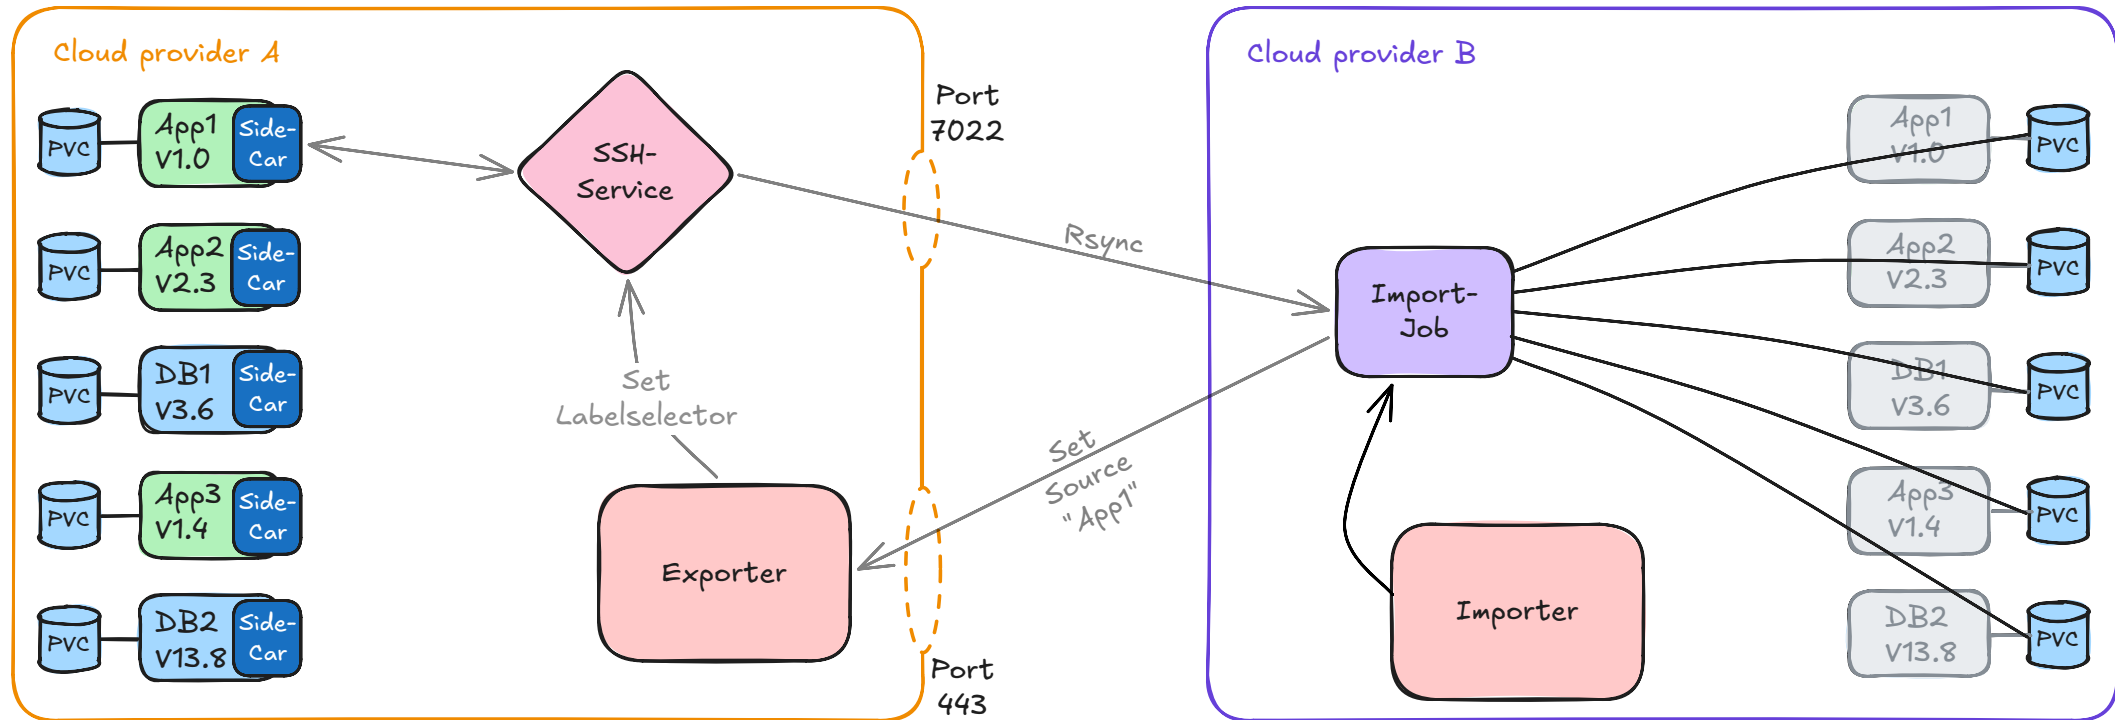 Cloud provider A
PVC
App1
V1.0
Side-
Car
PVC
App2
V2.3
Side-
Car
PVC
DB1
V3.6
Side-
Car
PVC
App3
V1.4
Side-
Car
PVC
DB2
V13.8
Side-
Car
SSH-
Service
Set
Labelselector
Exporter
Port
7022
Rsync
Set
Source
"App1"
Port
443
Cloud provider B
Import-
Job
Importer
App1
V1.0
PVC
App2
V2.3
PVC
DB1
V3.6
PVC
App3
V1.4
PVC
DB2
V13.8
PVC